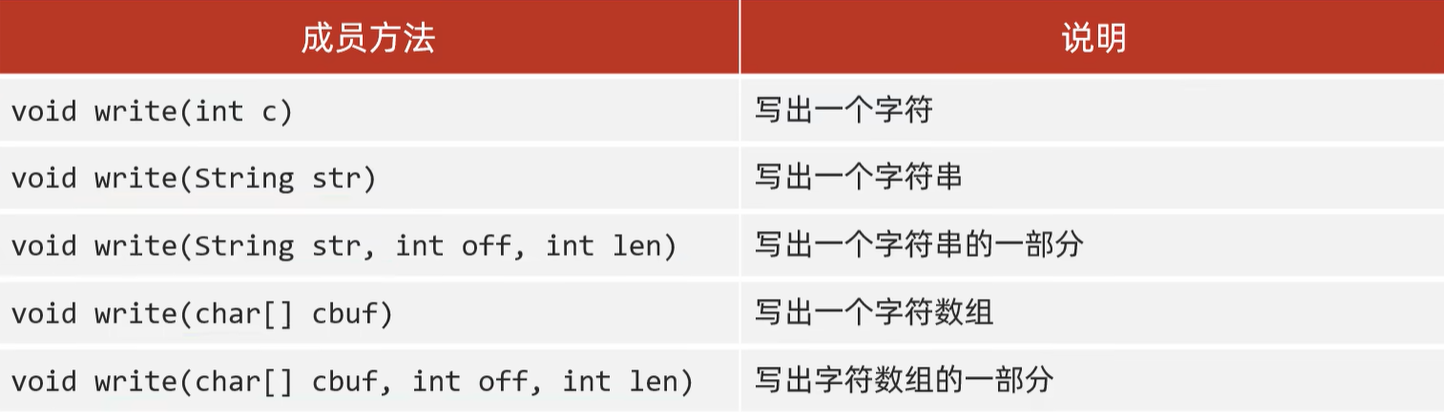 成员方法 说明
void write(int c) 写出一个字符
void write(String str) 写出一个字符串
void write(String str, int off, int len) 写出一个字符串的一部分
void write(char[] cbuf) 写出一个字符数组
void write(char[] cbuf, int off, int len) 写出字符数组的一部分